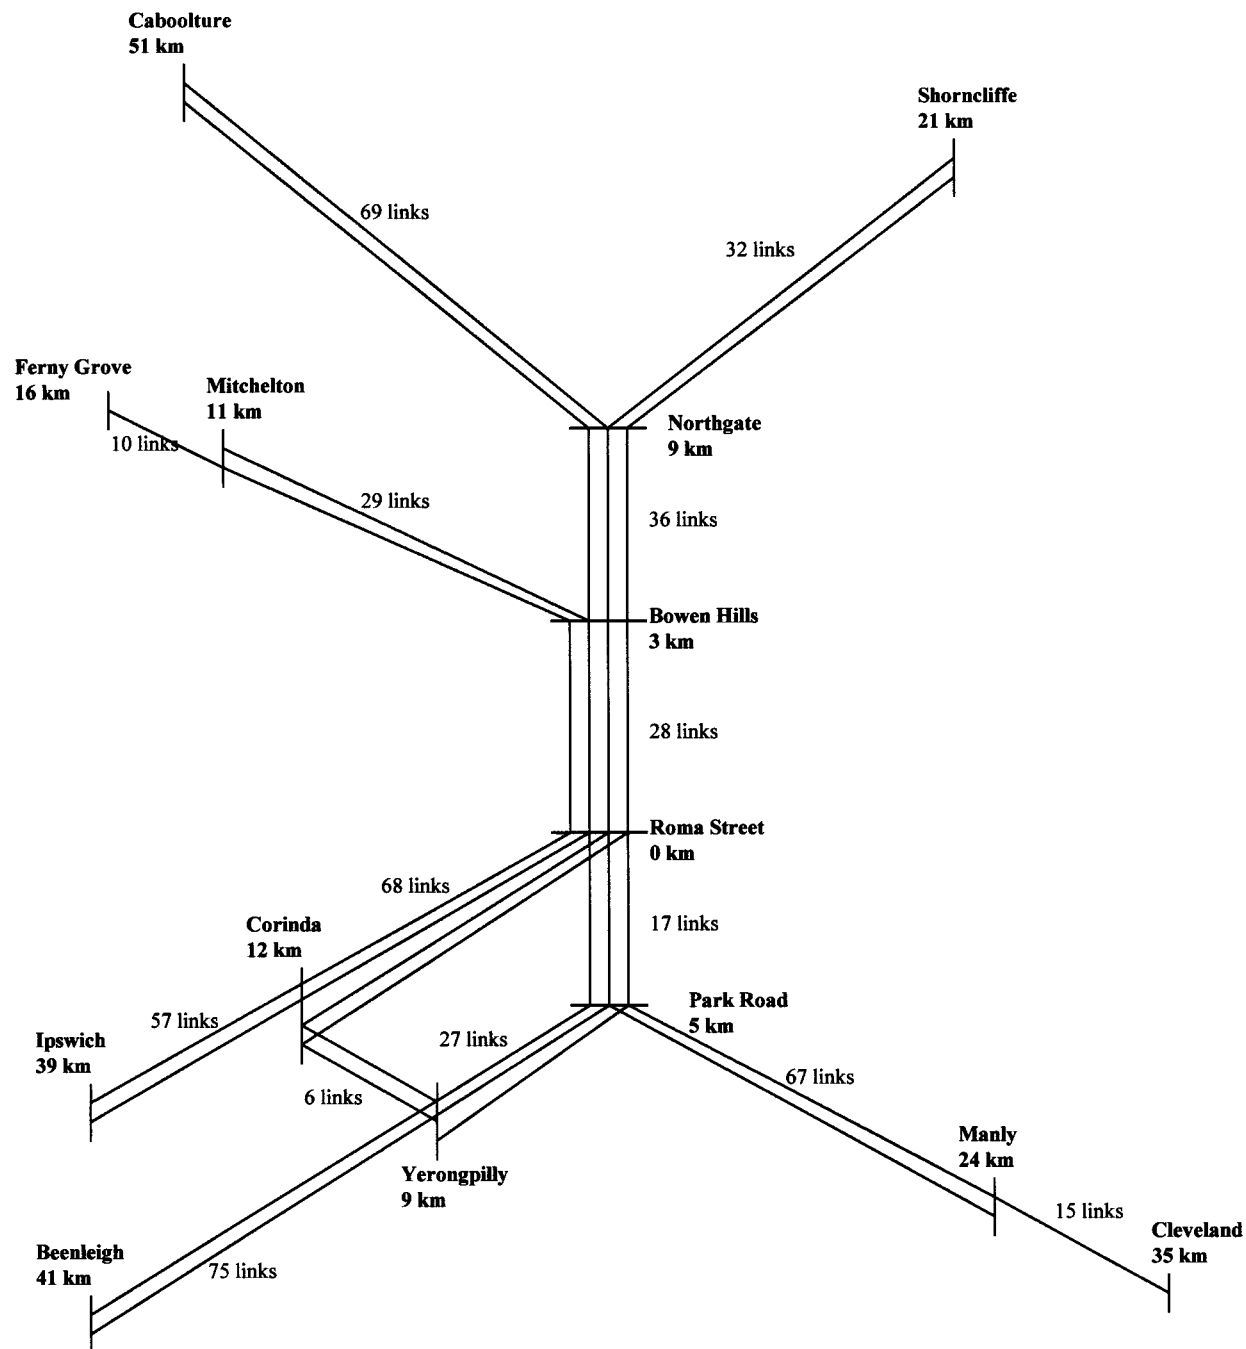 Caboolture
51 km
Shorncliffe
21 km
69 links
32 links
Ferny Grove
16 km
Mitchelton
11 km
10 links
Northgate
9 km
29 links
36 links
Bowen Hills
3 km
28 links
Roma Street
0 km
68 links
Corinda
12 km
17 links
Park Road
5 km
57 links
Ipswich
39 km
27 links
67 links
6 links
Manly
24 km
Yerongpilly
9 km
15 links
Cleveland
35 km
Beenleigh
41 km
75 links